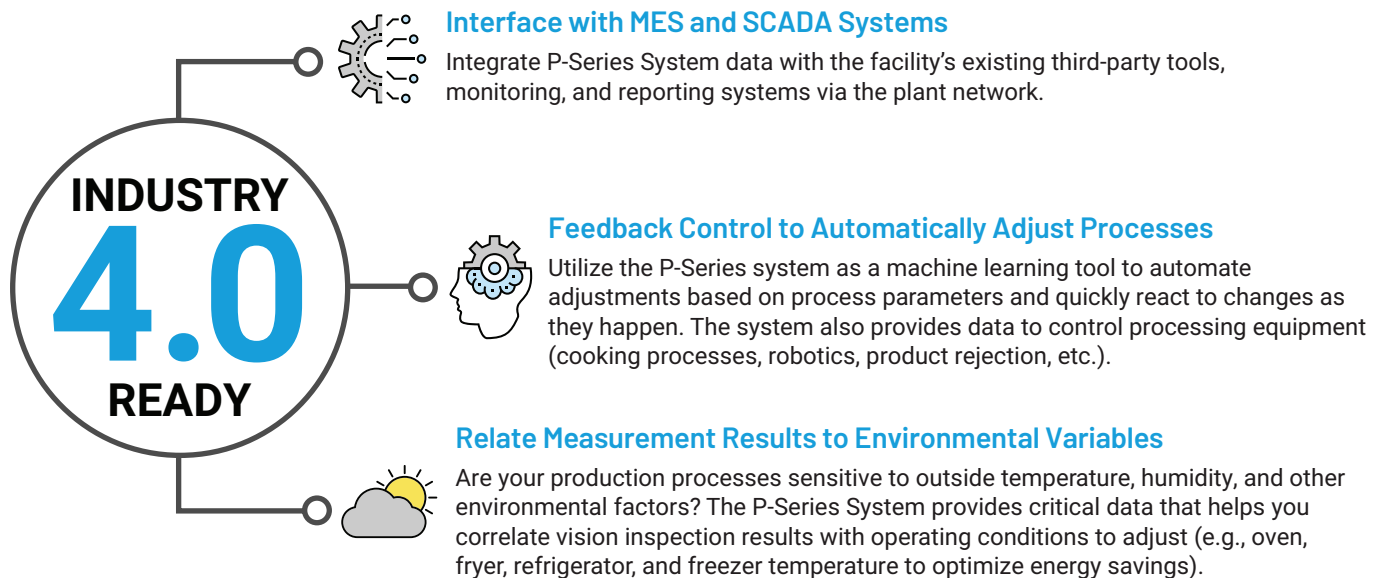 INDUSTRY
4.0
READY
Interface with MES and SCADA Systems
Integrate P-Series System data with the facility’s existing third-party tools,
monitoring, and reporting systems via the plant network.
Feedback Control to Automatically Adjust Processes
Utilize the P-Series system as a machine learning tool to automate
adjustments based on process parameters and quickly react to changes as
they happen. The system also provides data to control processing equipment
(cooking processes, robotics, product rejection, etc.).
Relate Measurement Results to Environmental Variables
Are your production processes sensitive to outside temperature, humidity, and other
environmental factors? The P-Series System provides critical data that helps you
correlate vision inspection results with operating conditions to adjust (e.g., oven,
fryer, refrigerator, and freezer temperature to optimize energy savings).